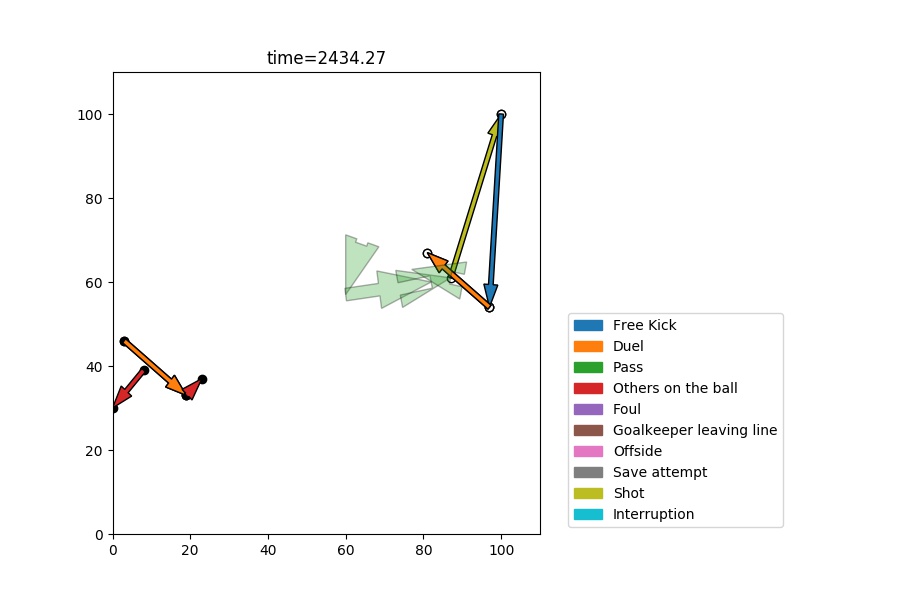 time=2434.27
100
80
60
40
20
0
0 20 40 60 80 100
Free Kick
Duel
Pass
Others on the ball
Foul
Goalkeeper leaving line
Offside
Save attempt
Shot
Interruption